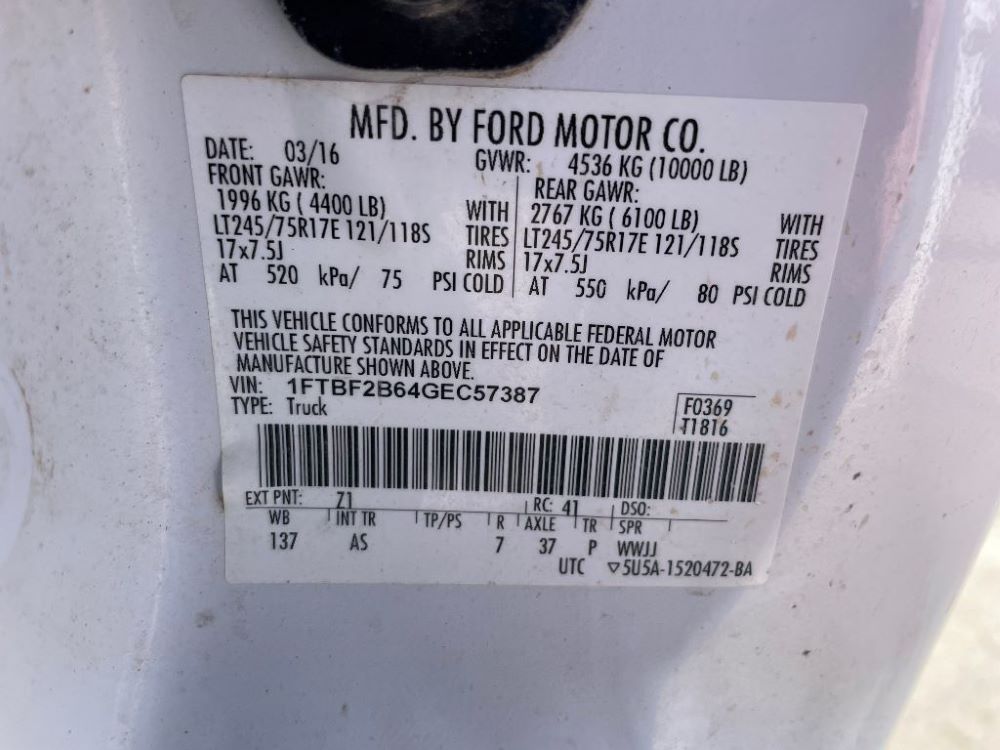 MFD. BY FORD MOTOR CO.
DATE: 03/16 GVWR: 4536 KG (10000 LB)
FRONT GAWR: REAR GAWR:
1996 KG ( 4400 LB) WITH 2767 KG ( 6100 LB) WITH
LT245/75R17E 121/118S TIRES LT245/75R17E 121/118S TIRES
17x7.5J RIMS 17x7.5J RIMS
AT 520 kPa/ 75 PSI COLD AT 550 kPa/ 80 PSI COLD
THIS VEHICLE CONFORMS TO ALL APPLICABLE FEDERAL MOTOR
VEHICLE SAFETY STANDARDS IN EFFECT ON THE DATE OF
MANUFACTURE SHOWN ABOVE.
VIN: 1FTBF2B64GEC57387
TYPE: Truck F0369
T1816
EXT PNT: Z1 RC: 41 DSO:
WB INT TR TP/PS R AXLE TR SPR
137 AS 7 37 P WWJJ
UTC ▽5U5A-1520472-BA